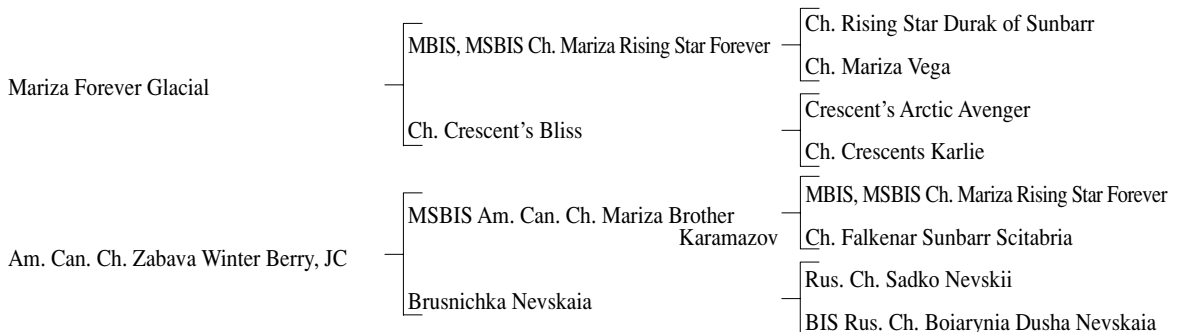 Ch. Rising Star Durak of Sunbarr
MBIS, MSBIS Ch. Mariza Rising Star Forever
Ch. Mariza Vega
Mariza Forever Glacial
Crescent’s Arctic Avenger
Ch. Crescent’s Bliss
Ch. Crescents Karlie
MBIS, MSBIS Ch. Mariza Rising Star Forever
MSBIS Am. Can. Ch. Mariza Brother
Karamazov
Ch. Falkenar Sunbarr Scitabria
Am. Can. Ch. Zabava Winter Berry, JC
Rus. Ch. Sadko Nevskii
Brusnichka Nevskaia
BIS Rus. Ch. Boiarynia Dusha Nevskaia